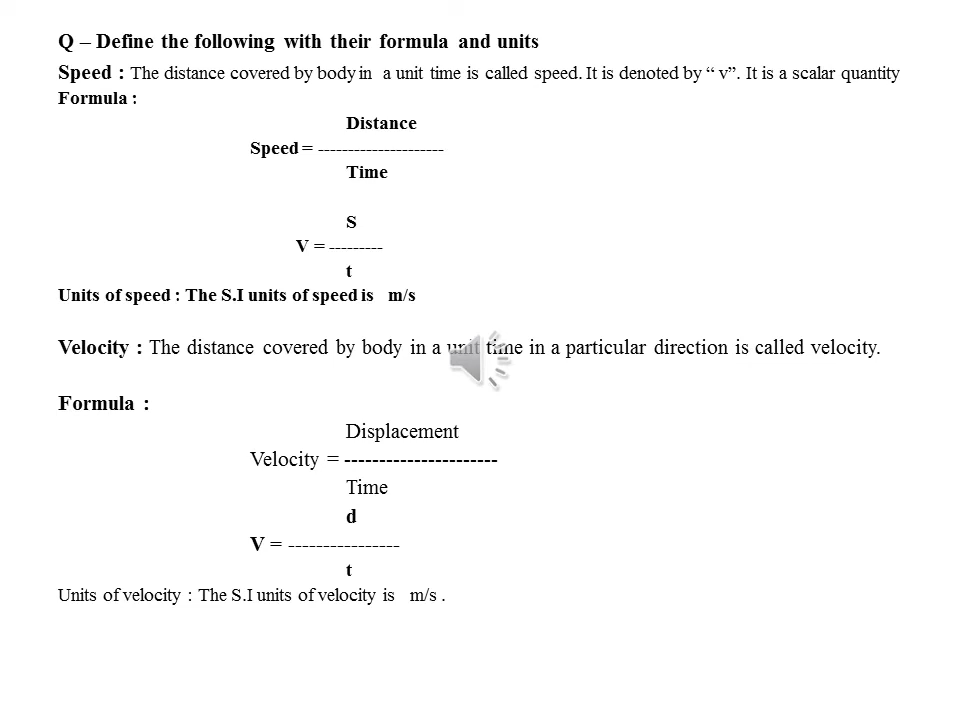 Q – Define the following with their formula and units
Speed : The distance covered by body in a unit time is called speed. It is denoted by “ v”. It is a scalar quantity
Formula :
Distance
Speed = ---------------------
Time
S
V = ---------
t
Units of speed : The S.I units of speed is m/s
Velocity : The distance covered by body in a unit time in a particular direction is called velocity.
Formula :
Displacement
Velocity = ----------------------
Time
d
V = ----------------
t
Units of velocity : The S.I units of velocity is m/s .